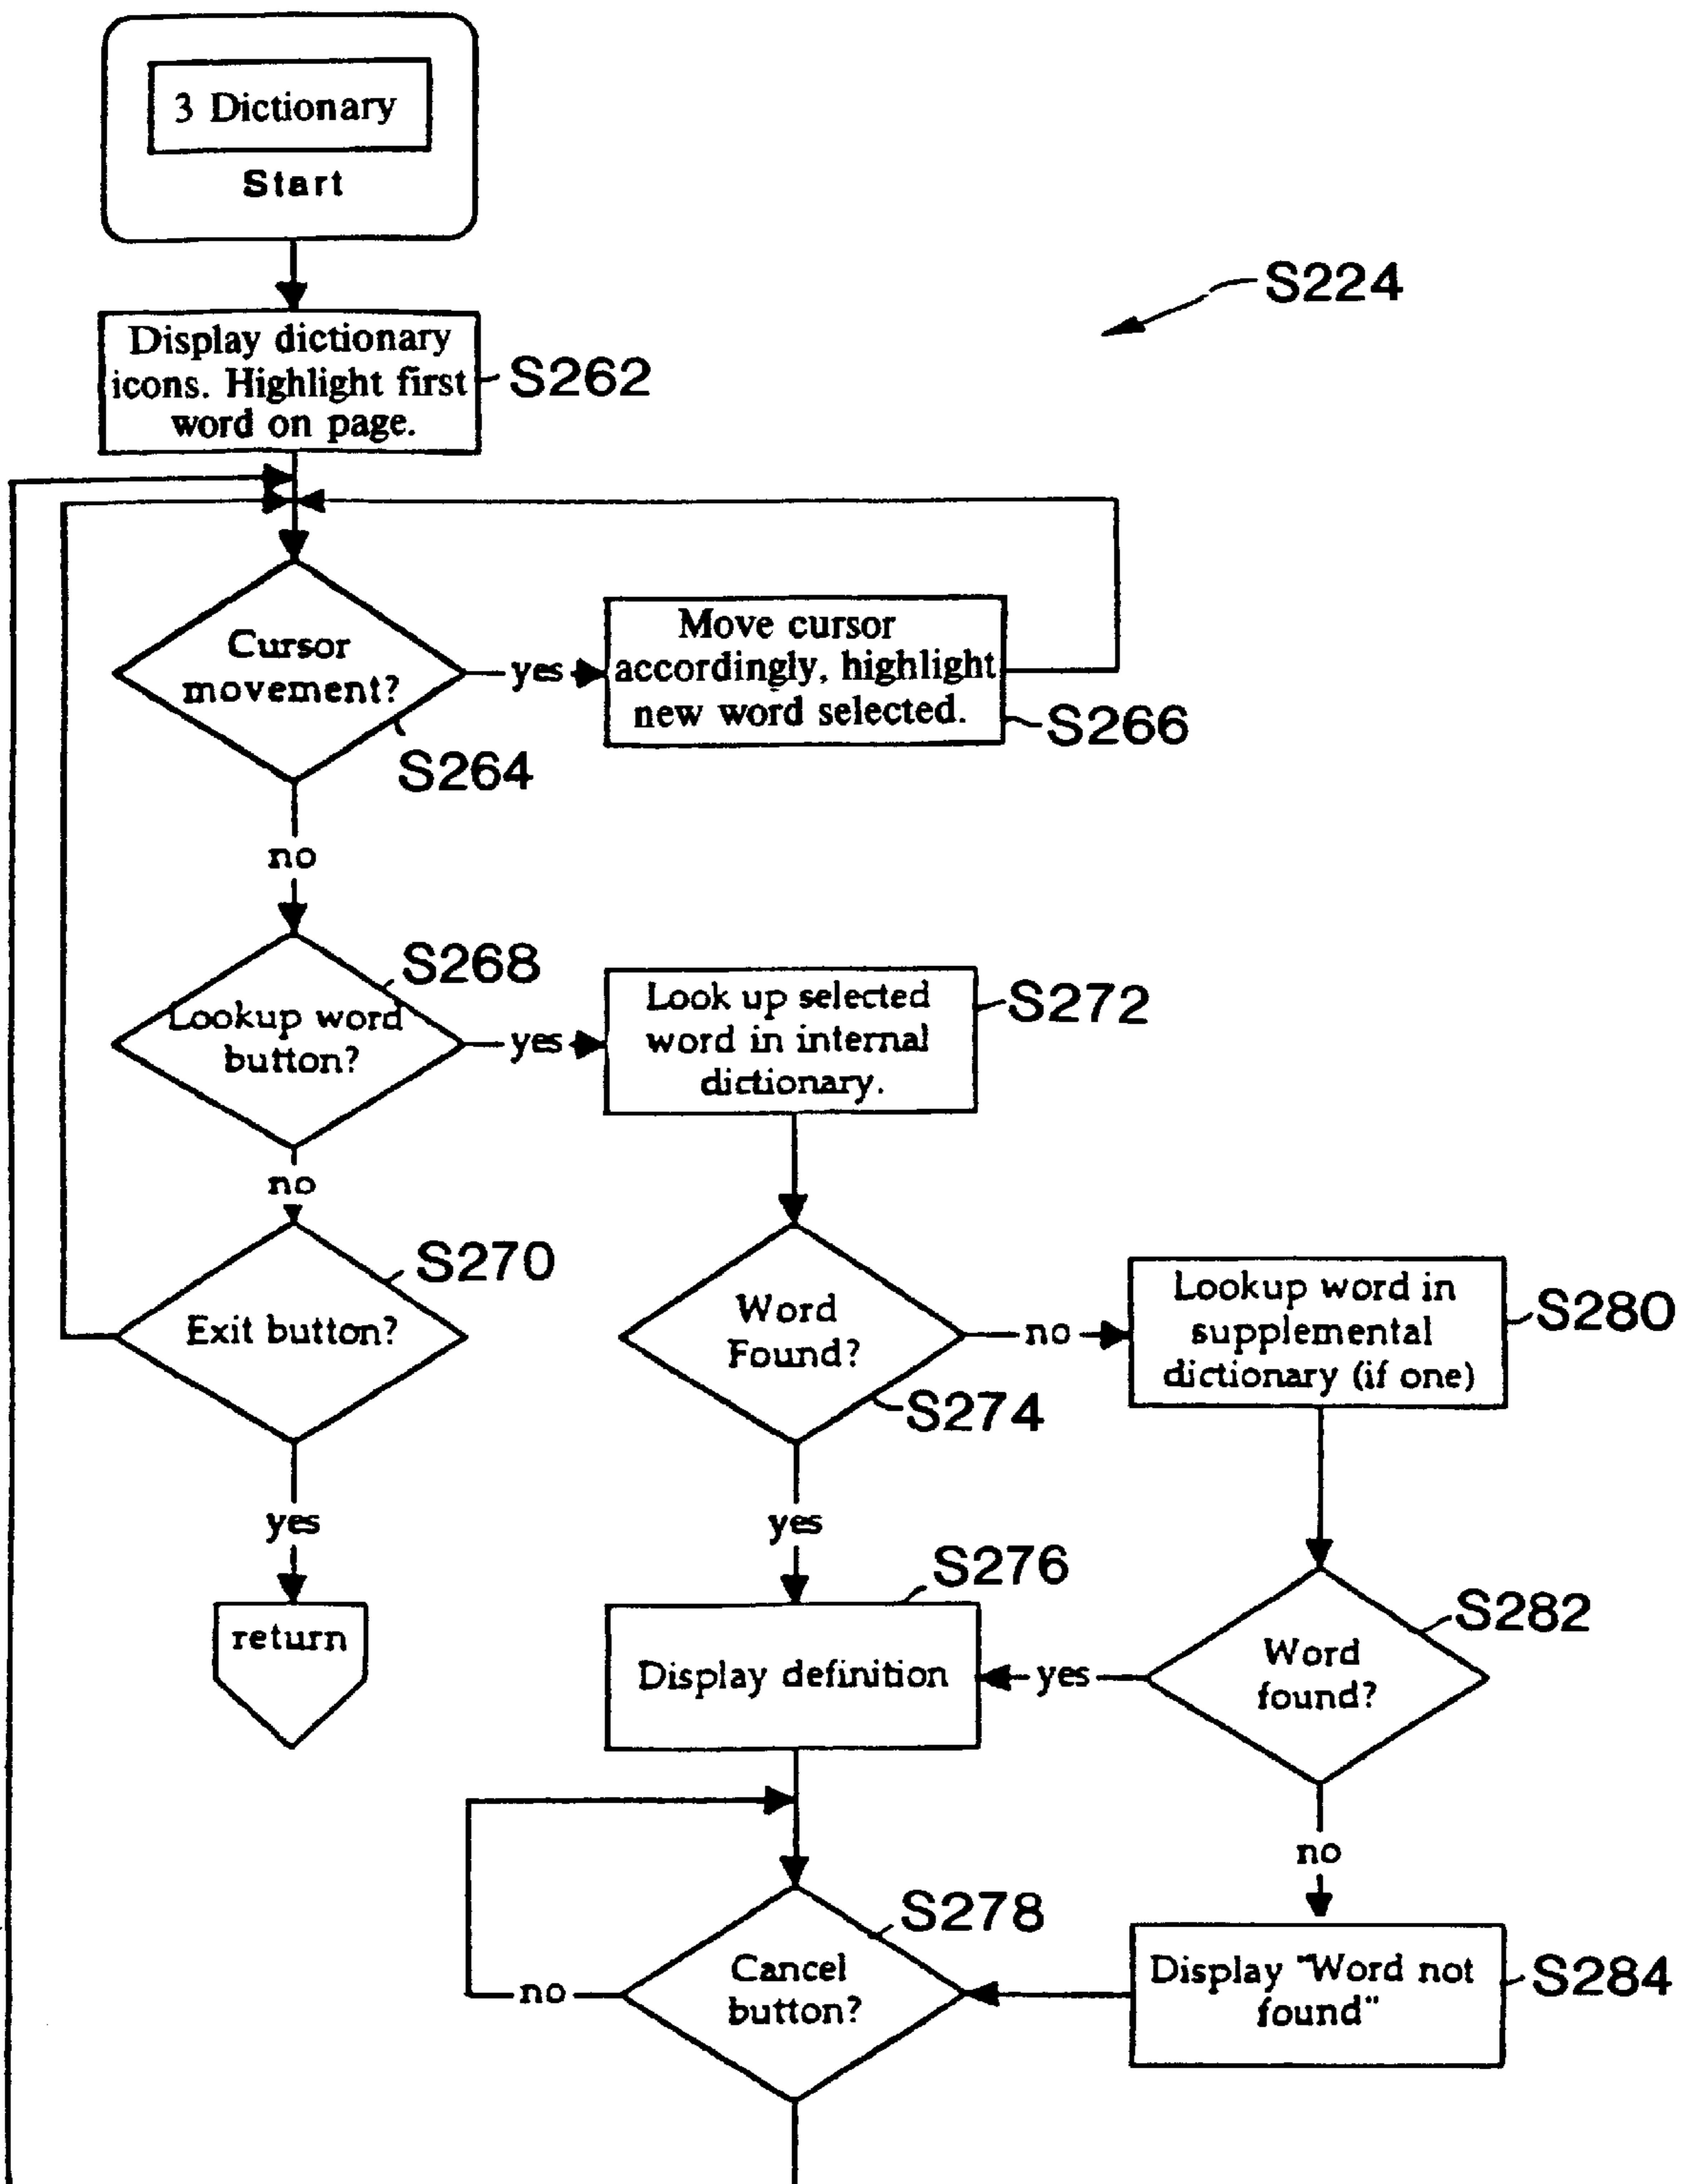 3 Dictionary
Start
S224
Display dictionary
icons. Highlight first
word on page.
S262
Cursor
movement?
S264
yes
Move cursor
accordingly, highlight
new word selected.
S266
no
Lookup word
button?
S268
yes
Look up selected
word in internal
dictionary.
S272
no
Exit button?
S270
yes
return
Word
Found?
S274
no
Lookup word in
supplemental
dictionary (if one)
S280
yes
Display definition
S276
yes
Word
found?
S282
no
Display "Word not
found"
S284
Cancel
button?
S278
no